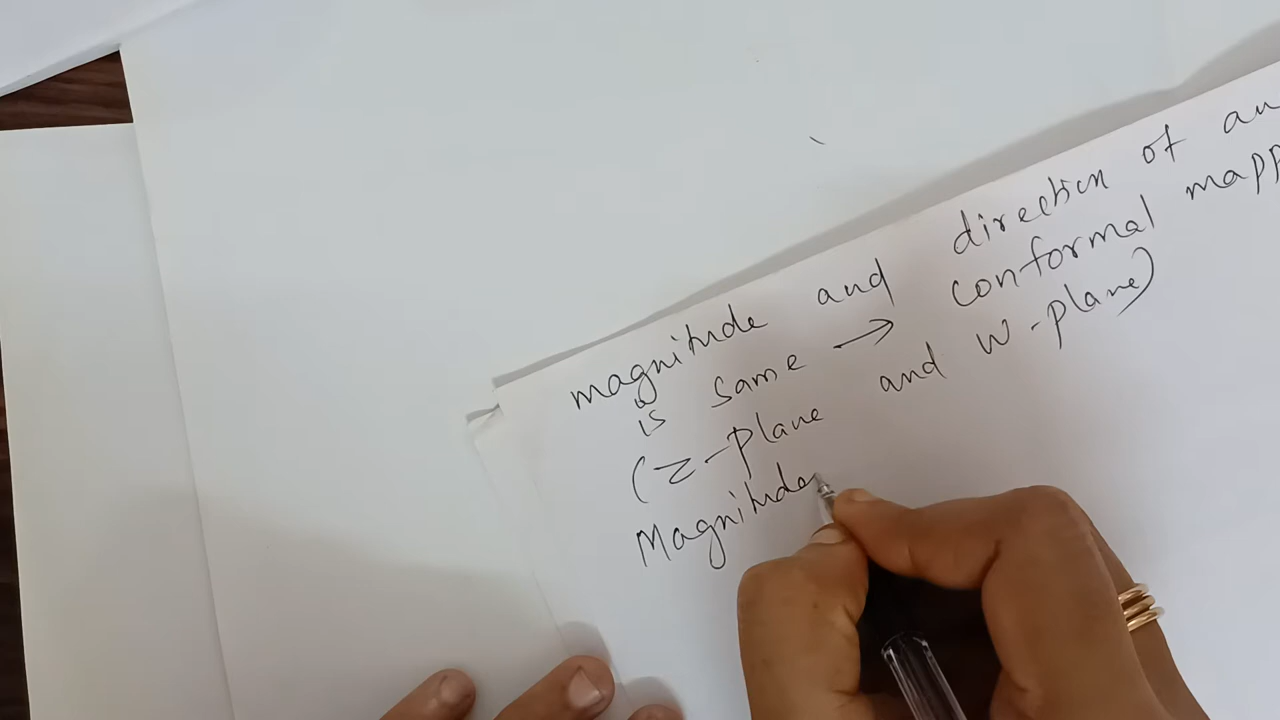 magnitude and direction of an
is same → conformal mapp
(z-plane and w-plane)
Magnitude